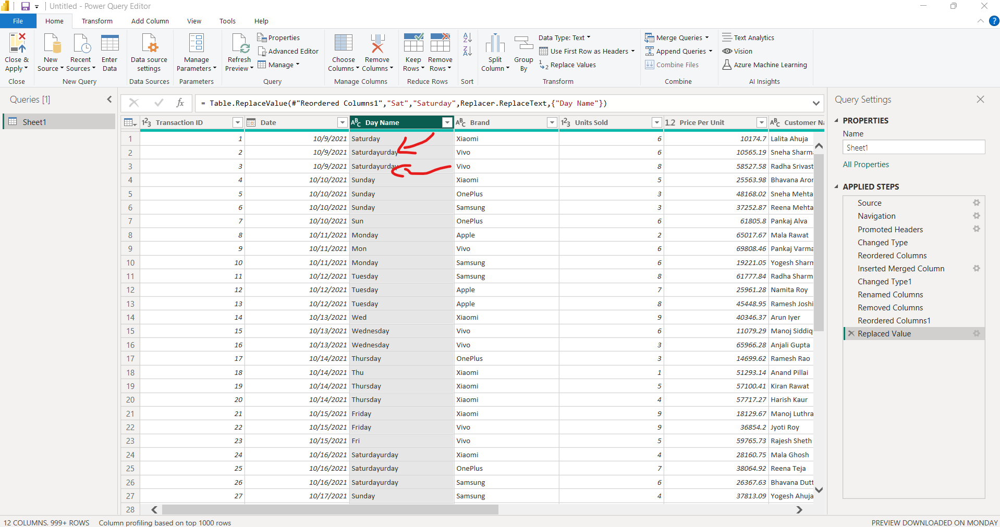 Untitled - Power Query Editor
File Home Transform Add Column View Tools Help
Close & Apply
New Source
Recent Sources
Enter Data
Data source settings
Manage Parameters
Refresh Preview
Properties
Advanced Editor
Manage
Choose Columns
Remove Columns
Keep Rows
Remove Rows
Split Column
Group By
Data Type: Text
Use First Row as Headers
Replace Values
Merge Queries
Append Queries
Combine Files
Text Analytics
Vision
Azure Machine Learning
Close New Query Data Sources Parameters Query Manage Columns Reduce Rows Sort Transform Combine AI Insights
Queries [1]
Sheet1
= Table.ReplaceValue(#"Reordered Columns1","Sat","Saturday",Replacer.ReplaceText,{"Day Name"})
Transaction ID Date Day Name Brand Units Sold 1.2 Price Per Unit Customer Na
1 1 10/9/2021 Saturday Xiaomi 6 10174.7 Lalita Ahuja
2 2 10/9/2021 Saturdayurday Vivo 6 10565.19 Sneha Sharm
3 3 10/9/2021 Saturdayurday Vivo 8 58527.58 Radha Srivast
4 4 10/10/2021 Sunday Xiaomi 5 25563.98 Bhavana Aror
5 5 10/10/2021 Sunday OnePlus 3 48168.02 Sneha Mehta
6 6 10/10/2021 Sunday Samsung 3 37252.87 Reena Mehta
7 7 10/10/2021 Sun OnePlus 6 61805.8 Pankaj Alva
8 8 10/11/2021 Monday Apple 2 65017.67 Mala Rawat
9 9 10/11/2021 Mon Vivo 6 69808.46 Pankaj Varma
10 10 10/11/2021 Monday Samsung 6 19221.05 Yogesh Sharm
11 11 10/12/2021 Tuesday Samsung 8 61777.84 Radha Sharm
12 12 10/12/2021 Tuesday Apple 7 25961.28 Namita Roy
13 13 10/12/2021 Tuesday Apple 8 45448.95 Ramesh Joshi
14 14 10/13/2021 Wed Xiaomi 9 40346.37 Arun Iyer
15 15 10/13/2021 Wednesday Vivo 6 11079.29 Manoj Siddiq
16 16 10/13/2021 Wednesday Vivo 3 65966.28 Anjali Gupta
17 17 10/14/2021 Thursday OnePlus 3 14699.62 Ramesh Rao
18 18 10/14/2021 Thu Xiaomi 1 51293.14 Anand Pillai
19 19 10/14/2021 Thursday Xiaomi 5 57100.41 Kiran Rawat
20 20 10/14/2021 Thursday Xiaomi 4 57717.27 Harish Kaur
21 21 10/15/2021 Friday Xiaomi 9 18129.67 Manoj Luthra
22 22 10/15/2021 Friday Vivo 9 36854.2 Jyoti Roy
23 23 10/15/2021 Fri Vivo 5 59765.73 Rajesh Sheth
24 24 10/16/2021 Saturdayurday Xiaomi 4 28160.75 Mala Ghosh
25 25 10/16/2021 Saturdayurday OnePlus 7 38064.92 Reena Teja
26 26 10/16/2021 Saturdayurday Samsung 6 26367.63 Bhavana Dutt
27 27 10/17/2021 Sunday Samsung 4 37813.09 Yogesh Ahuja
28
Query Settings
PROPERTIES
Name
Sheet1
All Properties
APPLIED STEPS
Source
Navigation
Promoted Headers
Changed Type
Reordered Columns
Inserted Merged Column
Changed Type1
Renamed Columns
Removed Columns
Reordered Columns1
Replaced Value
12 COLUMNS. 999+ ROWS Column profiling based on top 1000 rows PREVIEW DOWNLOADED ON MONDAY